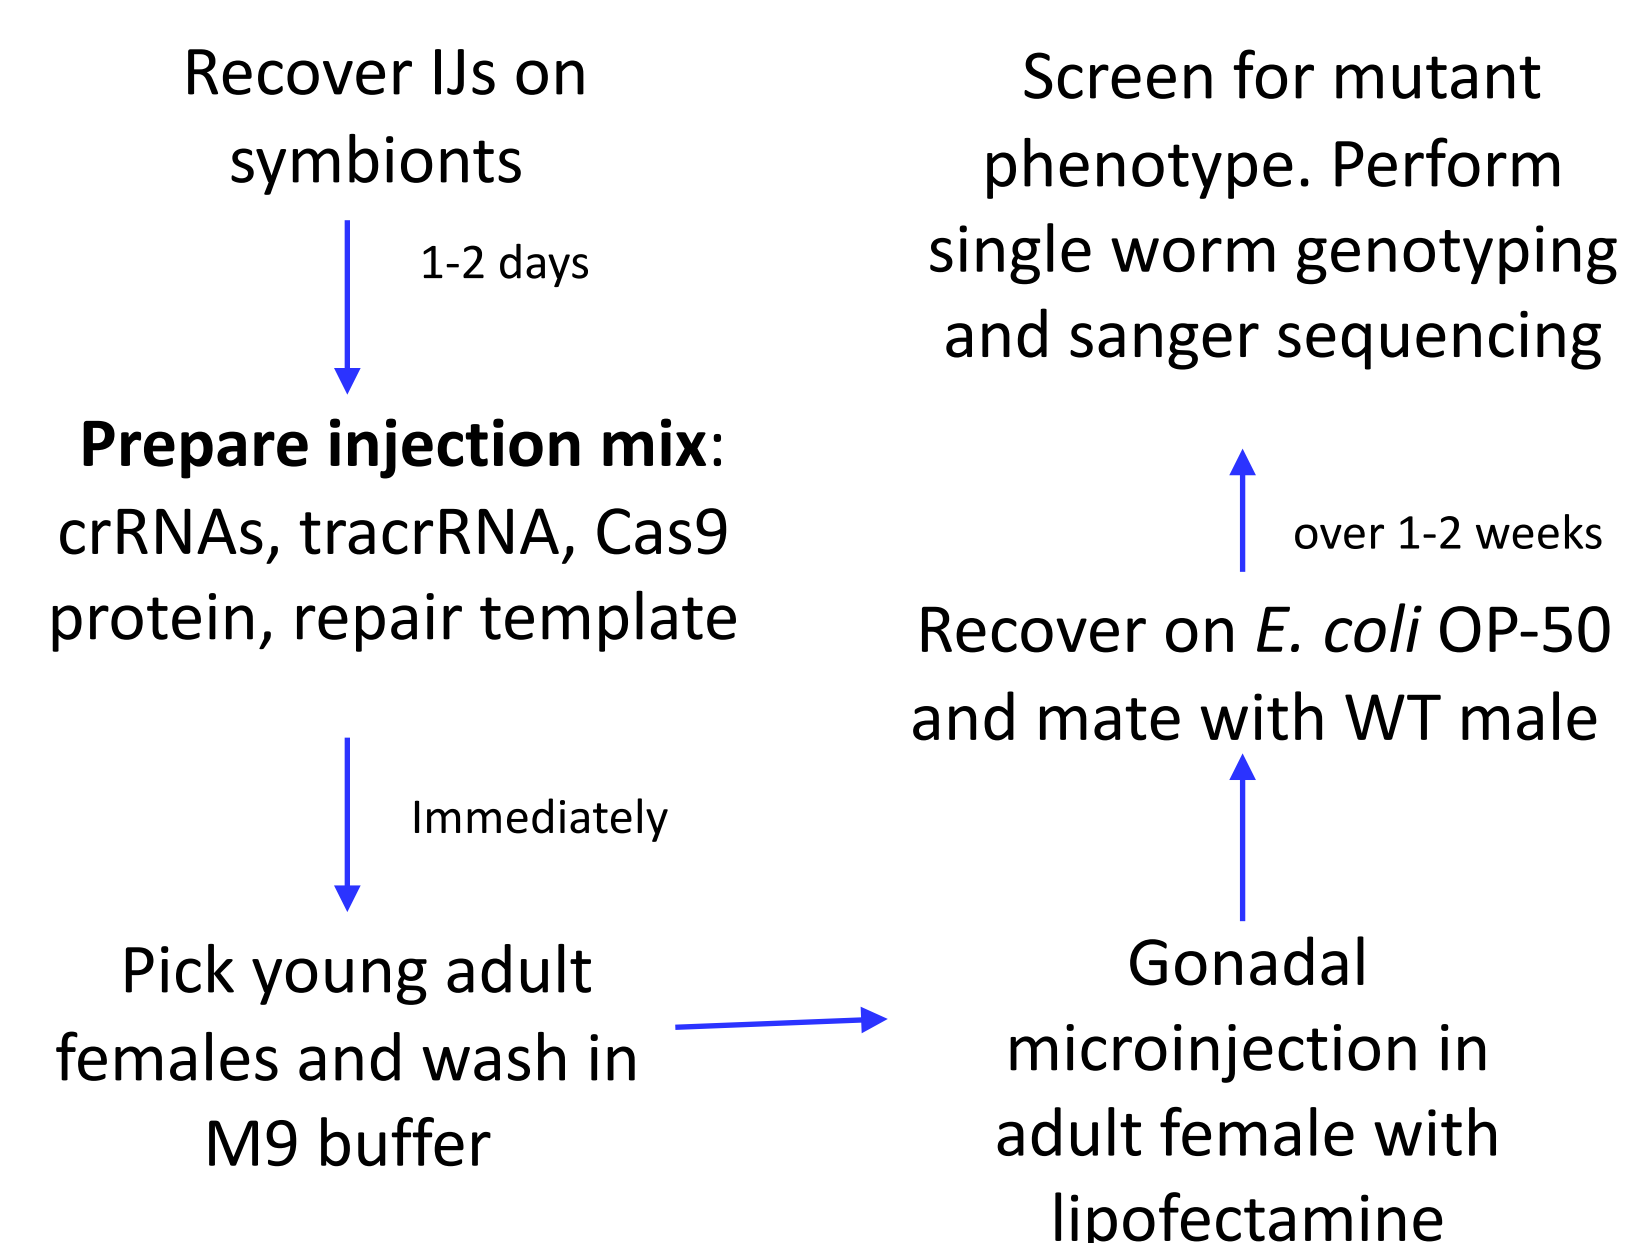 Recover IJs on
symbionts
1-2 days
Prepare injection mix:
crRNAs, tracrRNA, Cas9
protein, repair template
Immediately
Pick young adult
females and wash in
M9 buffer
Gonadal
microinjection in
adult female with
lipofectamine
Recover on E. coli OP-50
and mate with WT male
over 1-2 weeks
Screen for mutant
phenotype. Perform
single worm genotyping
and sanger sequencing